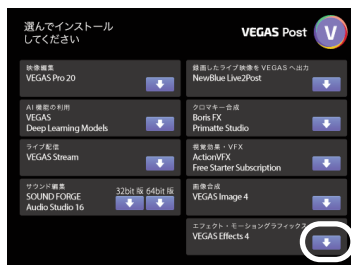 選んでインストール
してください
VEGAS Post
V
映像編集
VEGAS Pro 20
AI 機能の利用
VEGAS
Deep Learning Models
ライブ配信
VEGAS Stream
サウンド編集
SOUND FORGE
Audio Studio 16
32bit 版 64bit 版
録画したライブ映像を VEGAS へ出力
NewBlue Live2Post
クロマキー合成
Boris FX
Primatte Studio
視覚効果・VFX
ActionVFX
Free Starter Subscription
画像合成
VEGAS Image 4
エフェクト・モーショングラフィックス
VEGAS Effects 4